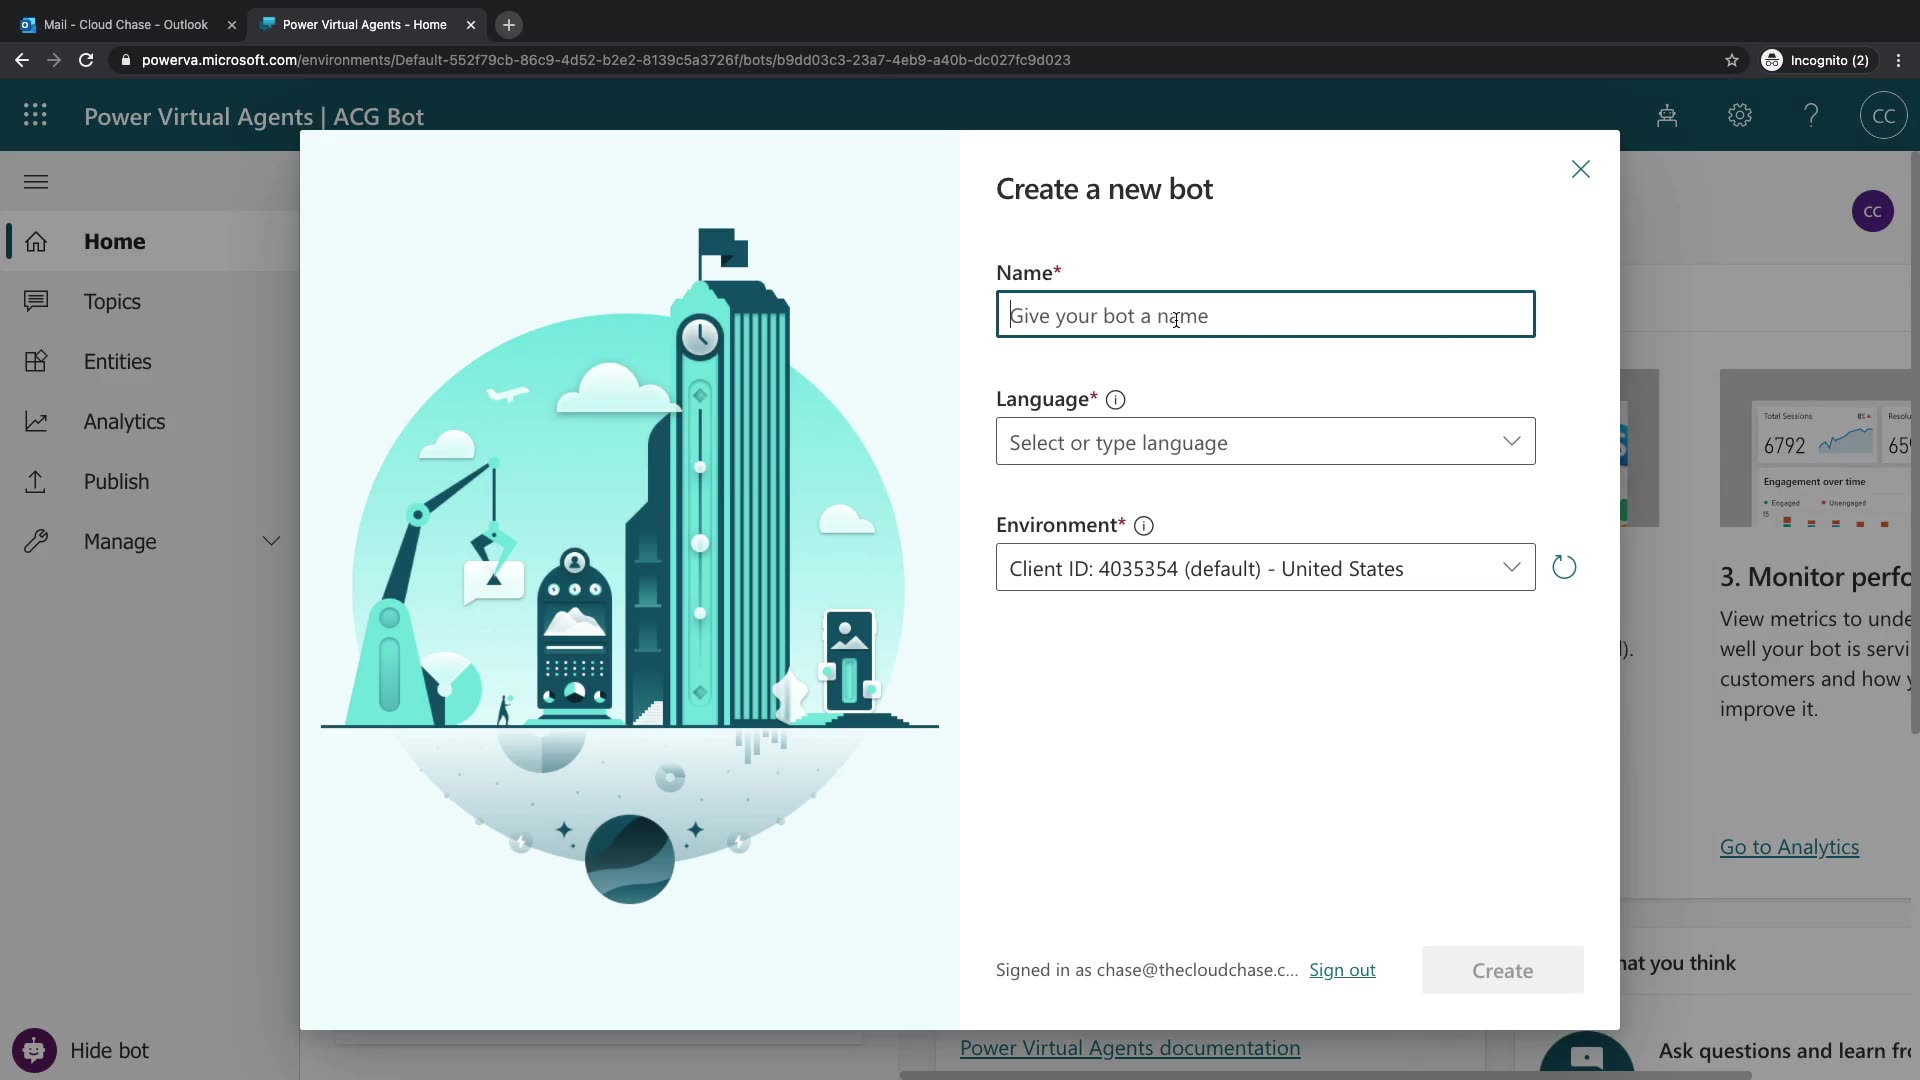 Mail - Cloud Chase - Outlook
Power Virtual Agents - Home
powerva.microsoft.com/environments/Default-552f79cb-86c9-4d52-b2e2-8139c5a3726f/bots/b9dd03c3-23a7-4eb9-a40b-dc027fc9d023
Incognito (2)
Power Virtual Agents | ACG Bot
CC
CC
Home
Topics
Entities
Analytics
Publish
Manage
Hide bot
Create a new bot
Name*
Give your bot a name
Language*
Select or type language
Environment*
Client ID: 4035354 (default) - United States
Signed in as chase@thecloudchase.c... Sign out
Create
Total Sessions
8%
Resolu
6792
659
Engagement over time
Engaged Unengaged
15
).
3. Monitor perfo
View metrics to unde
well your bot is servi
customers and how y
improve it.
Go to Analytics
hat you think
Power Virtual Agents documentation
Ask questions and learn fr